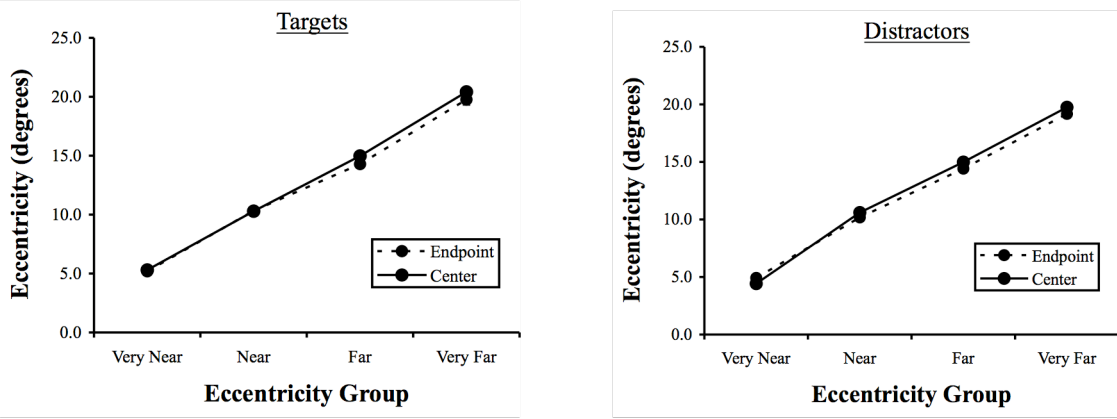 Targets
Eccentricity (degrees)
25.0
20.0
15.0
10.0
5.0
0.0
Endpoint
Center
Very Near Near Far Very Far
Eccentricity Group
Distractors
Eccentricity (degrees)
25.0
20.0
15.0
10.0
5.0
0.0
Endpoint
Center
Very Near Near Far Very Far
Eccentricity Group